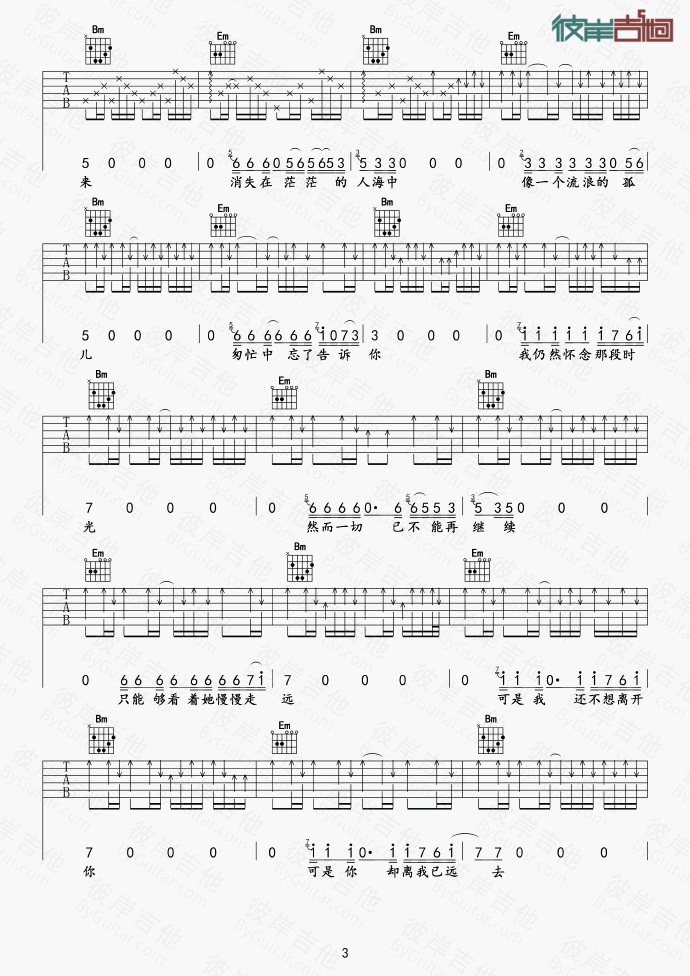 彼岸吉他
Bm Em Bm Em
T A B
5 0 0 0 0 6 6 6 0 5 6 5 6 5 3 5 3 3 0 0 0 0 3 3 3 3 3 3 0 5 6
来 消失在 茫茫 的 人海中 像一个流浪的 孤
Bm Em Bm Em
T A B
5 0 0 0 0 6 6 6 6 6 6 i 0 7 3 3 0 0 0 0 i i i i i i 7 6 i
儿 匆忙中 忘了告诉 你 我仍然怀念那段时
Bm Em Bm
T A B
7 0 0 0 0 6 6 6 6 0· 6 6 5 5 3 5 3 5 0 0 0 0
光 然而一切 已不能再 继 续
Em Bm Em
T A B
0 6 6 6 6 6 6 6 6 7 i 7 0 0 0 0 i i i 0· i i 7 6 i
只能够看着她慢慢走 远 可是我 还不想离开
Bm Em Bm
T A B
7 0 0 0 0 i i i 0· i i 7 6 i 7 7 0 0 0
你 可是你 却离我已远 去
3